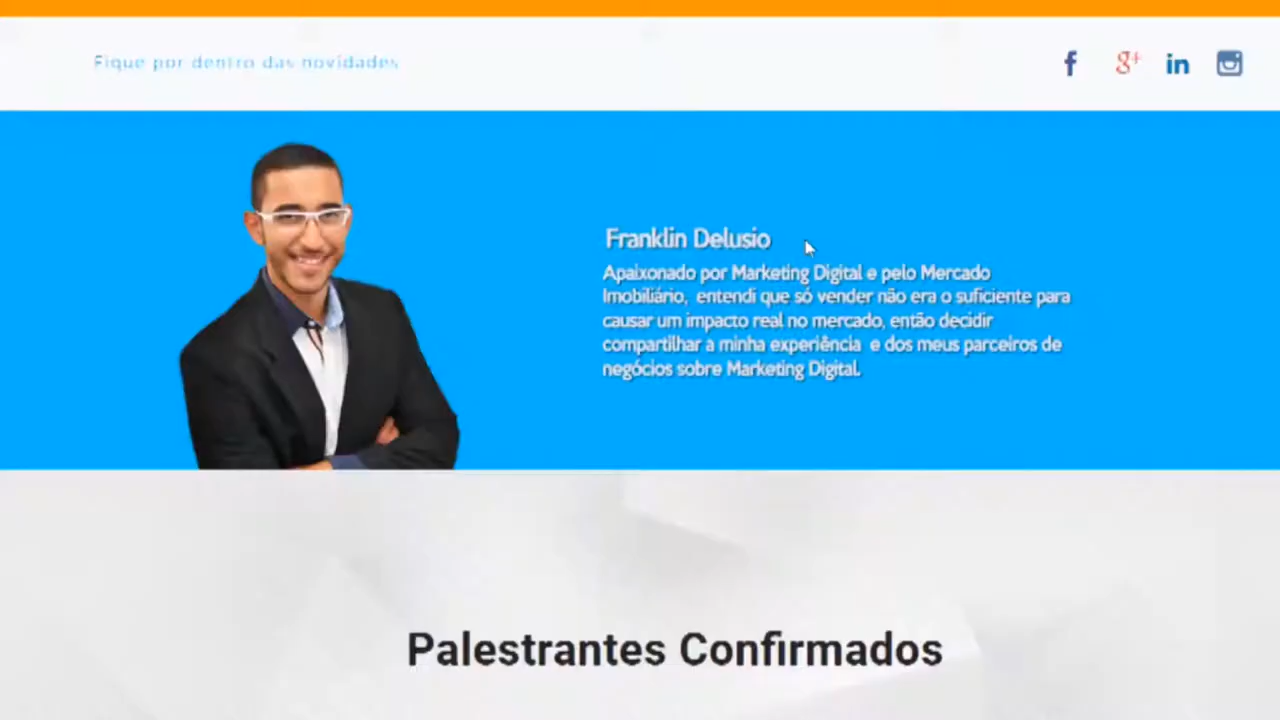 Fique por dentro das novidades
Franklin Delusio
Apaixonado por Marketing Digital e pelo Mercado
Imobiliário, entendi que só vender não era o suficiente para
causar um impacto real no mercado, então decidir
compartilhar a minha experiência e dos meus parceiros de
negócios sobre Marketing Digital.
Palestrantes Confirmados